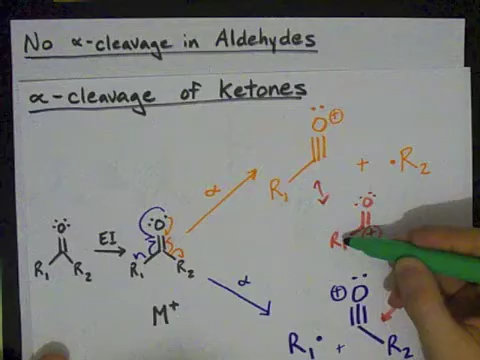 No α-cleavage in Aldehydes
α-cleavage of Ketones
O ⊕
R₁
+ ·R₂
α
O
⊕
O
R₁ R₂
EI
O
R₁ R₂
M⁺
α
⊕ O
R₁· +
R₂